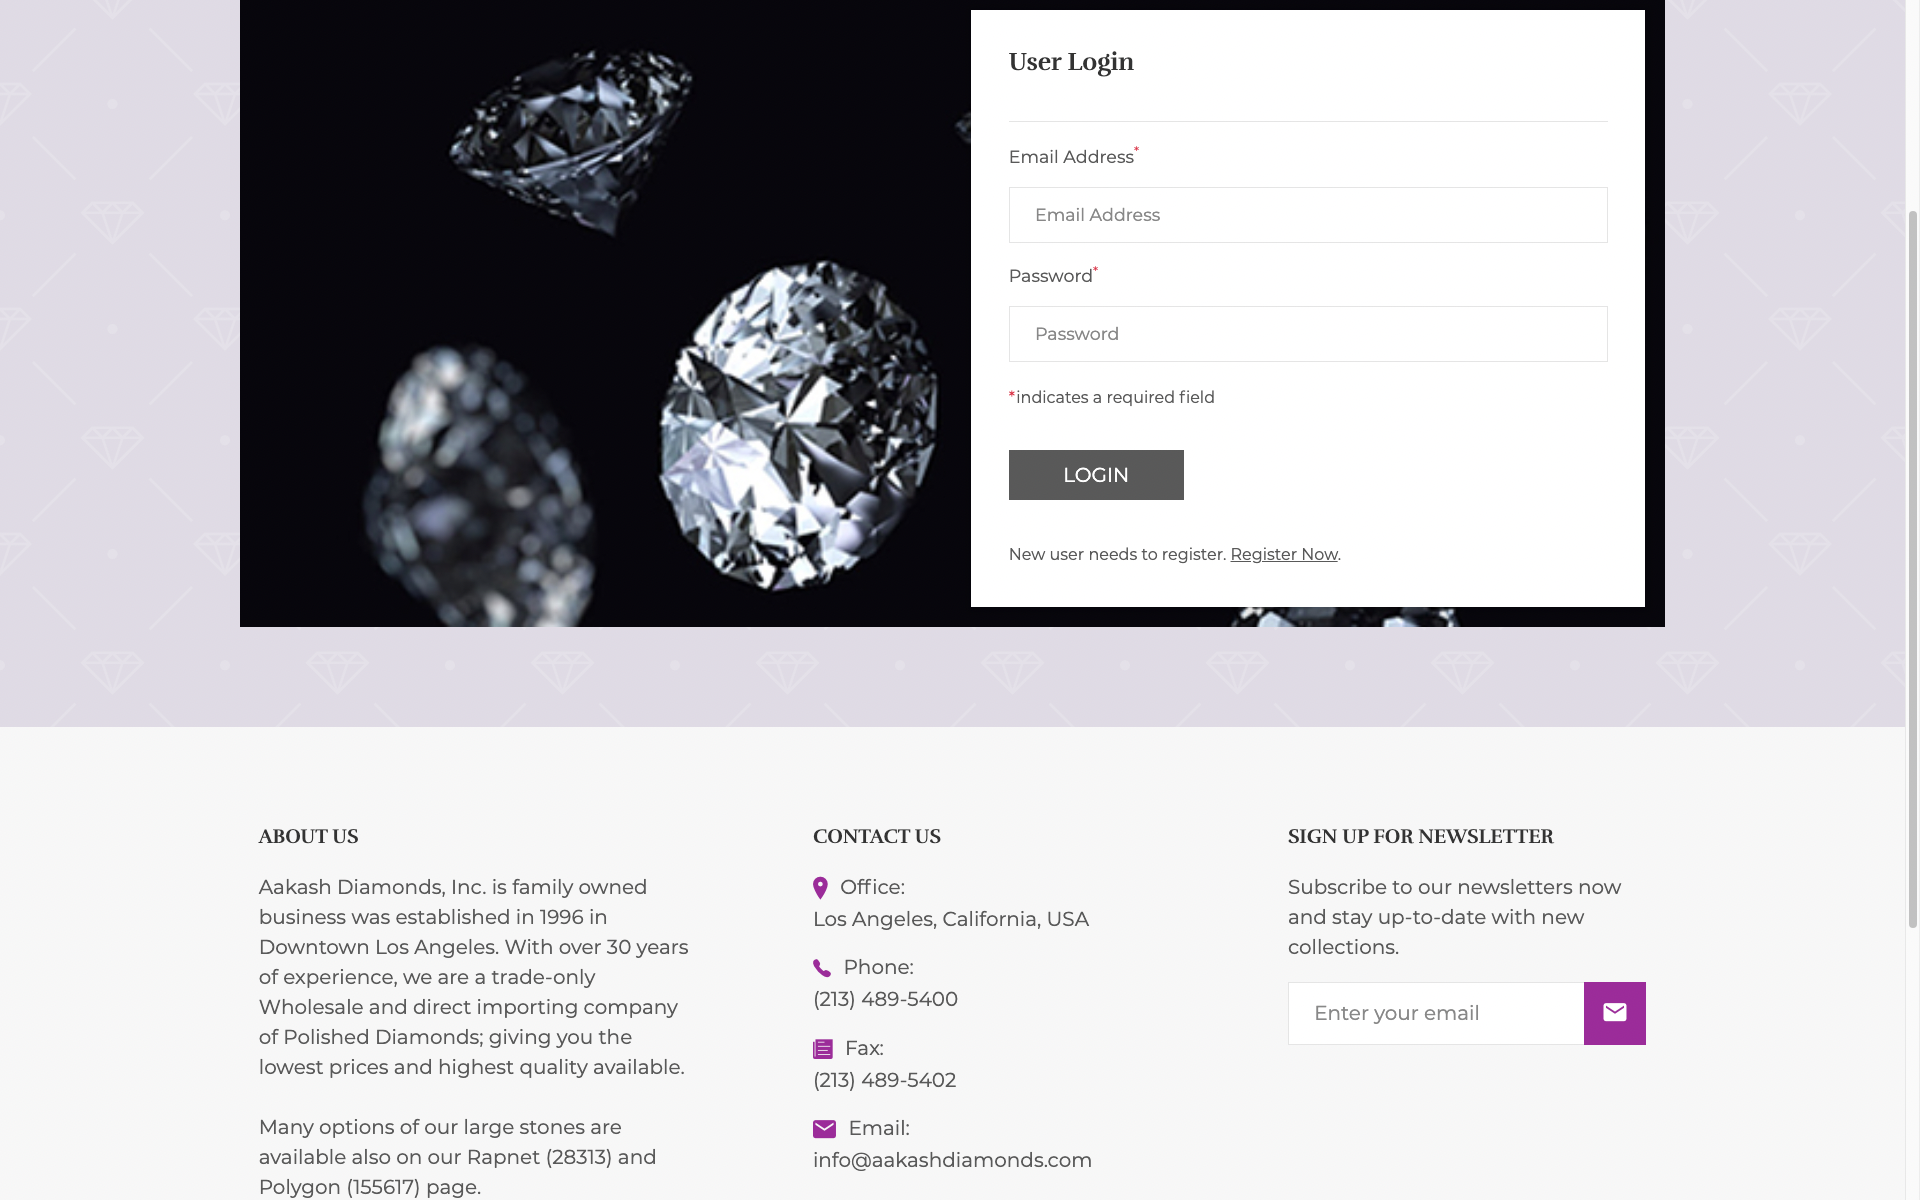 User Login
Email Address*
Email Address
Password*
Password
*indicates a required field
LOGIN
New user needs to register. Register Now.
ABOUT US
Aakash Diamonds, Inc. is family owned
business was established in 1996 in
Downtown Los Angeles. With over 30 years
of experience, we are a trade-only
Wholesale and direct importing company
of Polished Diamonds; giving you the
lowest prices and highest quality available.
Many options of our large stones are
available also on our Rapnet (28313) and
Polygon (155617) page.
CONTACT US
Office:
Los Angeles, California, USA
Phone:
(213) 489-5400
Fax:
(213) 489-5402
Email:
info@aakashdiamonds.com
SIGN UP FOR NEWSLETTER
Subscribe to our newsletters now
and stay up-to-date with new
collections.
Enter your email